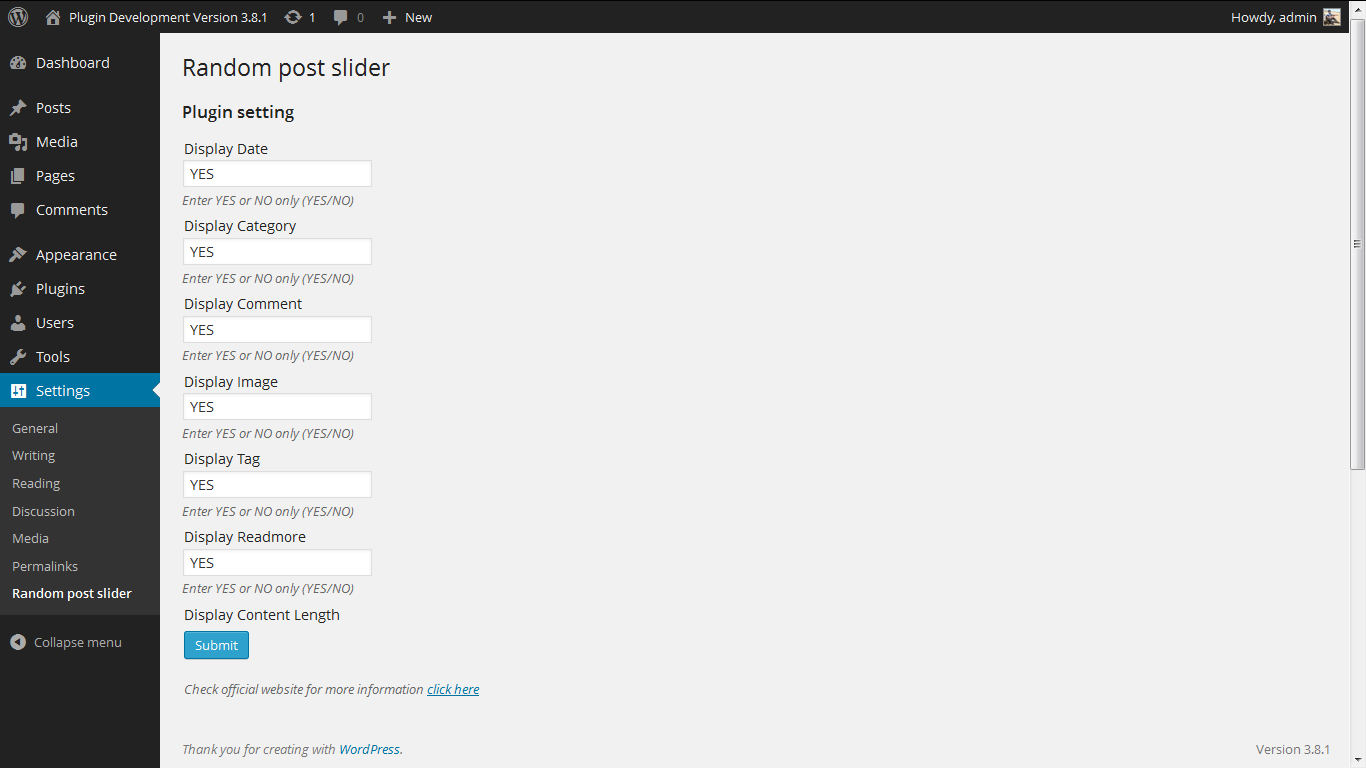 Plugin Development Version 3.8.1 1 0 New Howdy, admin
Dashboard
Posts
Media
Pages
Comments
Appearance
Plugins
Users
Tools
Settings
General
Writing
Reading
Discussion
Media
Permalinks
Random post slider
Collapse menu
Random post slider
Plugin setting
Display Date
YES
Enter YES or NO only (YES/NO)
Display Category
YES
Enter YES or NO only (YES/NO)
Display Comment
YES
Enter YES or NO only (YES/NO)
Display Image
YES
Enter YES or NO only (YES/NO)
Display Tag
YES
Enter YES or NO only (YES/NO)
Display Readmore
YES
Enter YES or NO only (YES/NO)
Display Content Length
Submit
Check official website for more information click here
Thank you for creating with WordPress. Version 3.8.1